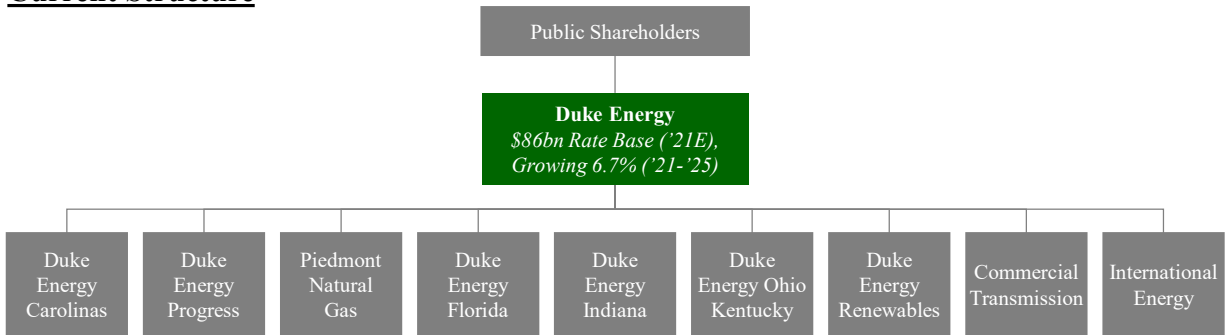 Current Structure
Public Shareholders
Duke Energy
$86bn Rate Base (’21E),
Growing 6.7% (’21-’25)
Duke
Energy
Carolinas
Duke
Energy
Progress
Piedmont
Natural
Gas
Duke
Energy
Florida
Duke
Energy
Indiana
Duke
Energy Ohio
Kentucky
Duke
Energy
Renewables
Commercial
Transmission
International
Energy